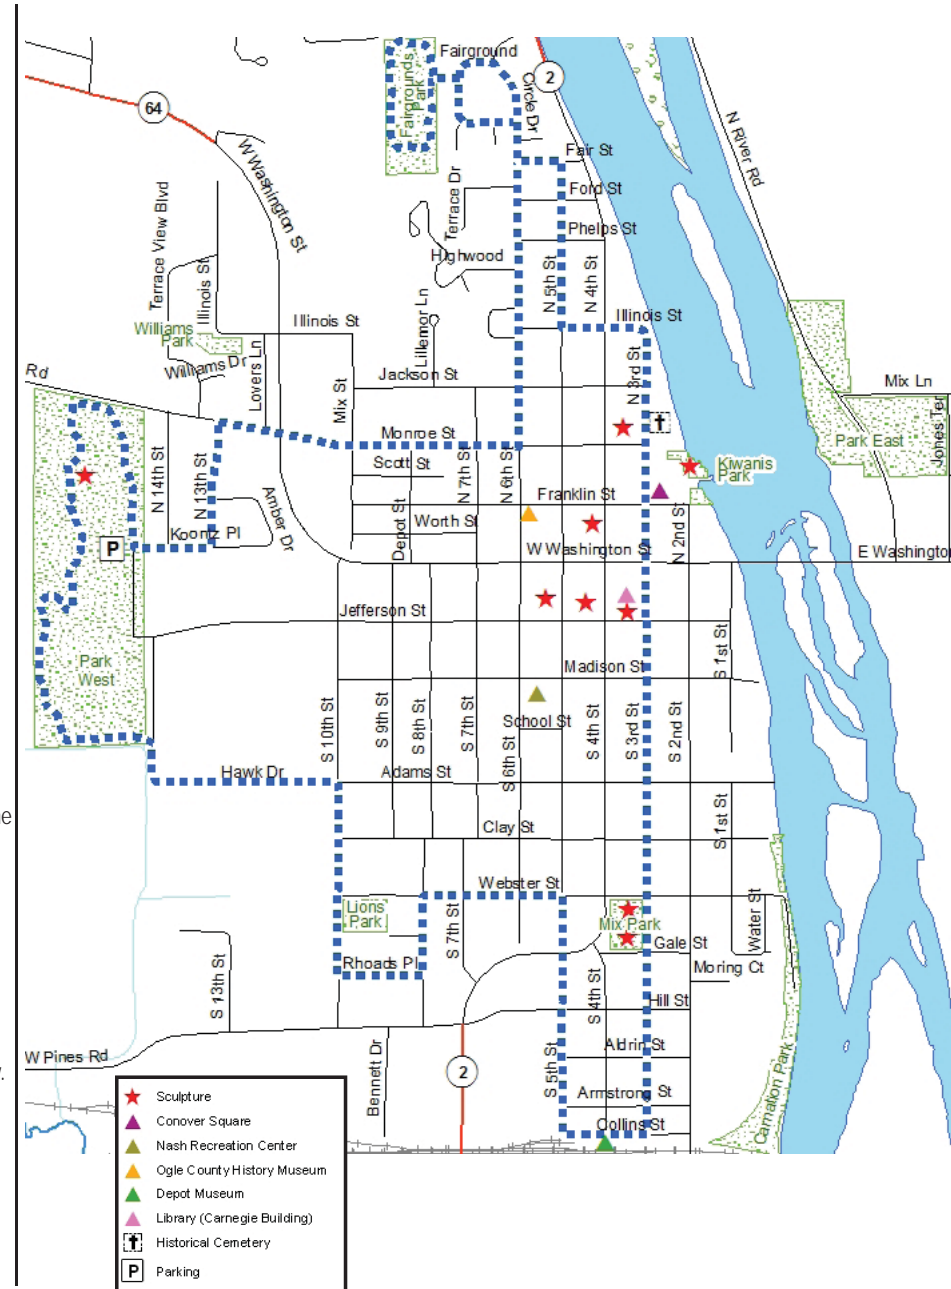 Fairground
2
Fairgrounds
Park
Circle Dr
64
N River Rd
W Washington St
Fair St
Terrace Dr
Ford St
Terrace View Blvd
Phelps St
Highwood
Illinois St
N 5th St
N 4th St
Lillemor Ln
Illinois St
Illinois St
Williams
Park
N 3rd St
Williams Dr
Lovers Ln
Rd
Jackson St
Mix Ln
Mix St
Jones Ter
Monroe St
Park East
Scott St
Kiwanis
Park
N 14th St
N 13th St
N 7th St
N 6th St
Franklin St
Amber Dr
Depot St
Worth St
N 2nd St
Koontz Pl
P
W Washington St
E Washington
Jefferson St
S 1st St
Park
West
Madison St
S 10th St
S 9th St
S 8th St
S 7th St
School St
S 4th St
S 3rd St
S 2nd St
S 6th St
Hawk Dr
Adams St
S 1st St
ne
Clay St
Webster St
Lions
Park
Mix Park
Water St
S 7th St
Gale St
Rhoads Pl
Moring Ct
S 13th St
S 4th St
Hill St
W Pines Rd
Aldrin St
2
S 5th St
Bennett Dr
Armstrong St
Carnation Park
Collins St
Sculpture
Conover Square
Nash Recreation Center
Ogle County History Museum
Depot Museum
Library (Carnegie Building)
Historical Cemetery
P Parking